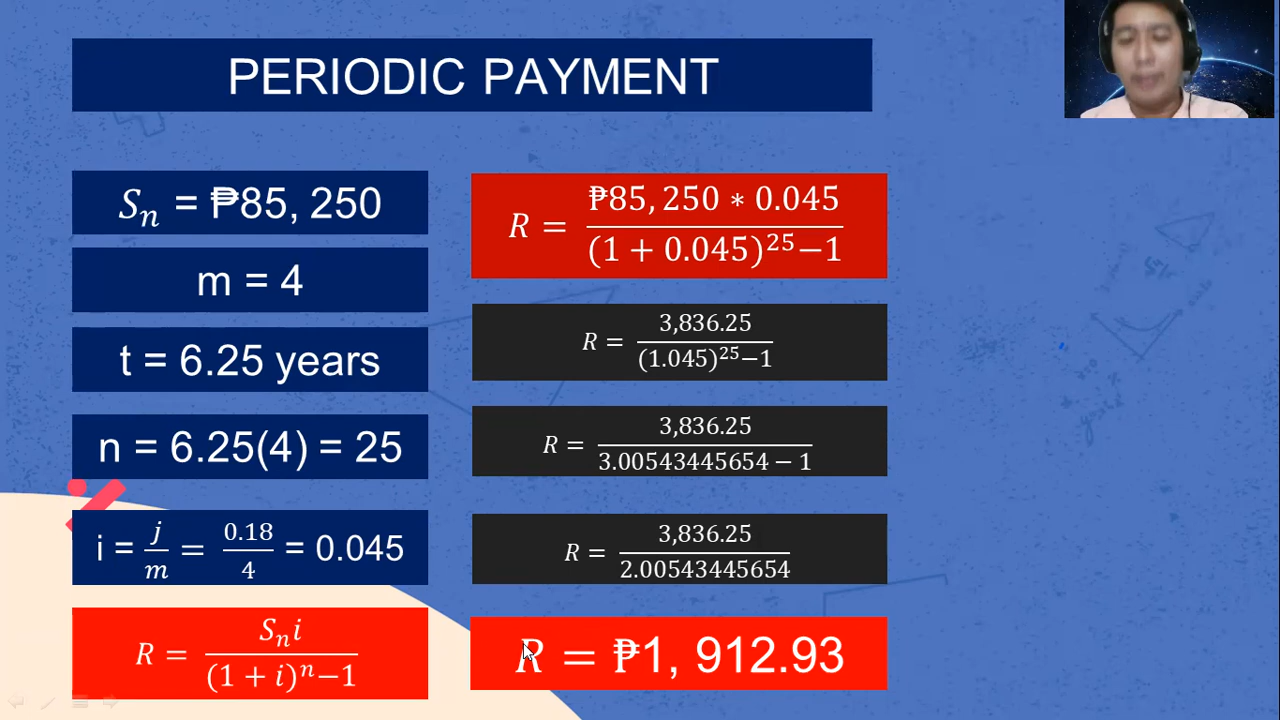 PERIODIC PAYMENT
Sₙ = ₱85, 250
m = 4
t = 6.25 years
n = 6.25(4) = 25
i = j/m = 0.18/4 = 0.045
R = Sₙi/((1 + i)ⁿ−1)
R = ₱85, 250 ∗ 0.045/((1 + 0.045)²⁵−1)
R = 3,836.25/((1.045)²⁵−1)
R = 3,836.25/(3.00543445654 − 1)
R = 3,836.25/2.00543445654
R = ₱1, 912.93